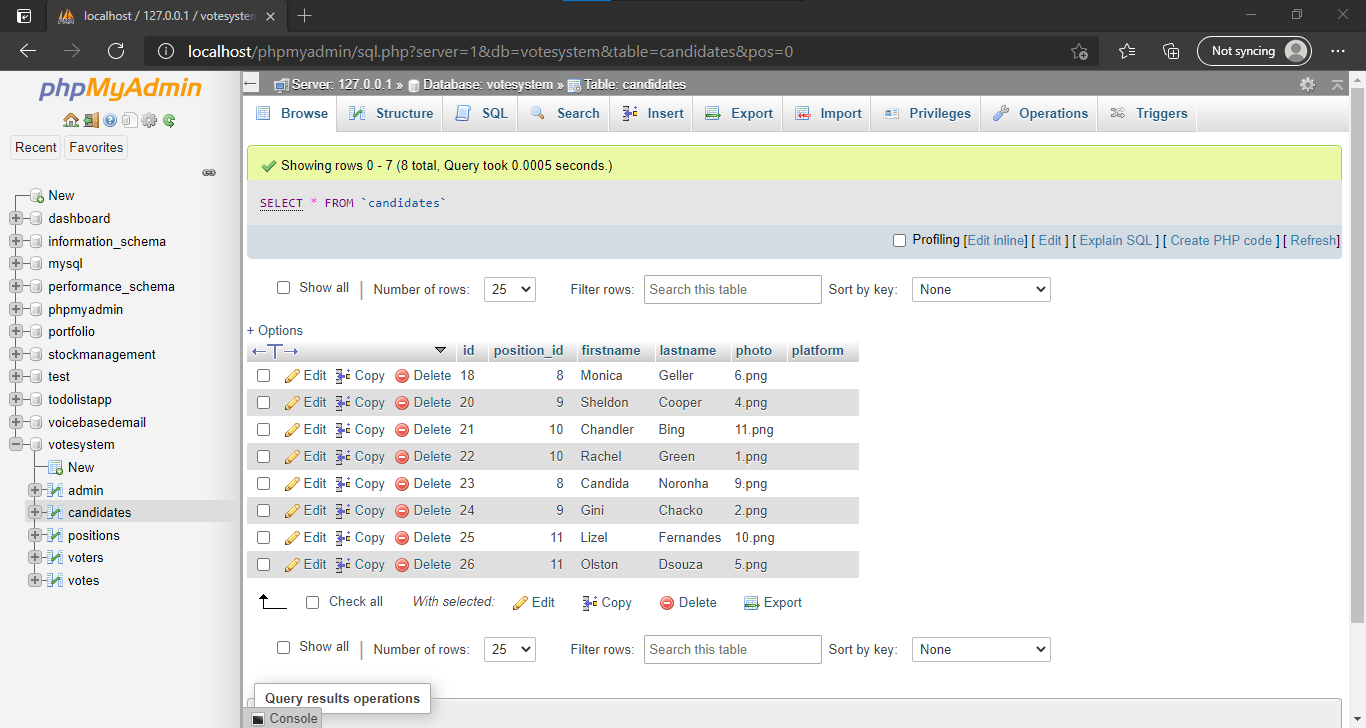 localhost / 127.0.0.1 / votesystem
localhost/phpmyadmin/sql.php?server=1&db=votesystem&table=candidates&pos=0
Not syncing
phpMyAdmin
Recent
Favorites
New
dashboard
information_schema
mysql
performance_schema
phpmyadmin
portfolio
stockmanagement
test
todolistapp
voicebasedemail
votesystem
New
admin
candidates
positions
voters
votes
Server: 127.0.0.1 » Database: votesystem » Table: candidates
Browse Structure SQL Search Insert Export Import Privileges Operations Triggers
Showing rows 0 - 7 (8 total, Query took 0.0005 seconds.)
SELECT * FROM `candidates`
Profiling [Edit inline] [ Edit ] [ Explain SQL ] [ Create PHP code ] [ Refresh]
Show all | Number of rows: 25 Filter rows: Search this table Sort by key: None
+ Options
←T→ id position_id firstname lastname photo platform
Edit Copy Delete 18 8 Monica Geller 6.png
Edit Copy Delete 20 9 Sheldon Cooper 4.png
Edit Copy Delete 21 10 Chandler Bing 11.png
Edit Copy Delete 22 10 Rachel Green 1.png
Edit Copy Delete 23 8 Candida Noronha 9.png
Edit Copy Delete 24 9 Gini Chacko 2.png
Edit Copy Delete 25 11 Lizel Fernandes 10.png
Edit Copy Delete 26 11 Olston Dsouza 5.png
Check all With selected: Edit Copy Delete Export
Show all | Number of rows: 25 Filter rows: Search this table Sort by key: None
Query results operations
Console